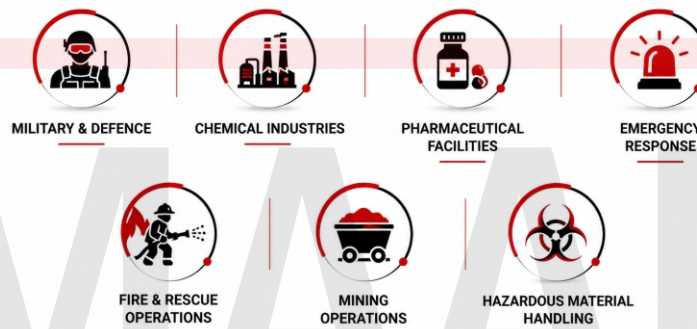 MILITARY & DEFENCE
CHEMICAL INDUSTRIES
PHARMACEUTICAL
FACILITIES
EMERGENCY
RESPONSE
FIRE & RESCUE
OPERATIONS
MINING
OPERATIONS
HAZARDOUS MATERIAL
HANDLING